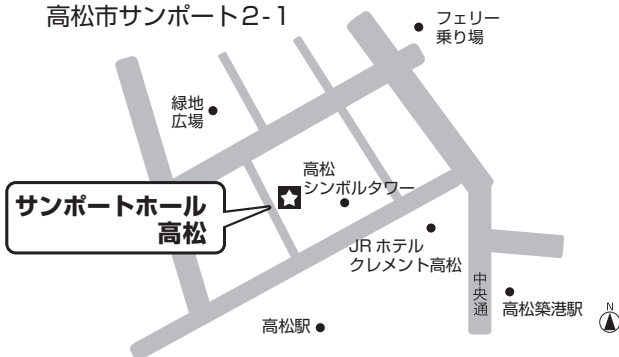 高松市サンポート2-1
フェリー
乗り場
緑地
広場
高松
シンボルタワー
サンポートホール
高松
JRホテル
クレメント高松
中央通
高松築港駅
高松駅
N